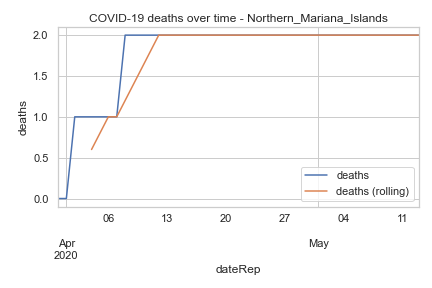 COVID-19 deaths over time - Northern_Mariana_Islands
deaths
2.0
1.5
1.0
0.5
0.0
deaths
deaths (rolling)
06 13 20 27 04 11
Apr May
2020
dateRep